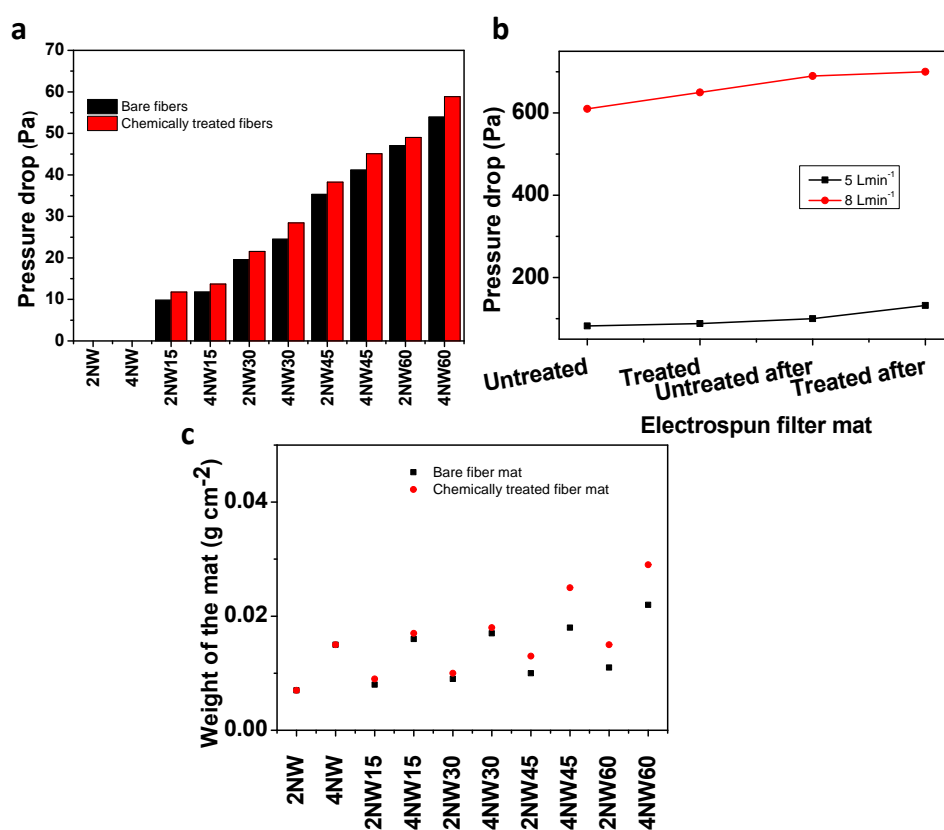 a
Pressure drop (Pa)
70
60
50
40
30
20
10
0
Bare fibers
Chemically treated fibers
2NW
4NW
2NW15
4NW15
2NW30
4NW30
2NW45
4NW45
2NW60
4NW60
b
Pressure drop (Pa)
600
400
200
5 Lmin⁻¹
8 Lmin⁻¹
Untreated
Treated
Untreated after
Treated after
Electrospun filter mat
c
Weight of the mat (g cm⁻²)
0.04
0.02
0.00
Bare fiber mat
Chemically treated fiber mat
2NW
4NW
2NW15
4NW15
2NW30
4NW30
2NW45
4NW45
2NW60
4NW60